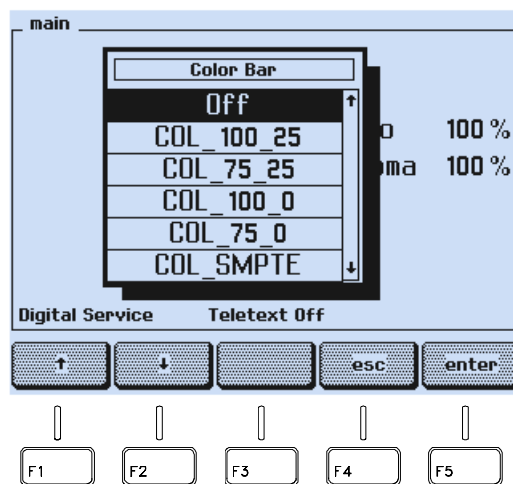 main
Color Bar
Off
COL_100_25
o 100 %
COL_75_25
ma 100 %
COL_100_0
COL_75_0
COL_SMPTE
Digital Service Teletext Off
↑ ↓ esc enter
F1 F2 F3 F4 F5